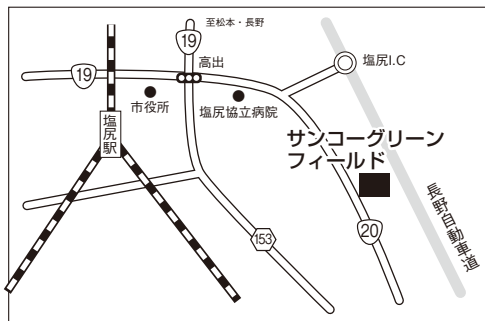 至松本・長野
19
高出
19
塩尻I.C
市役所
塩尻協立病院
塩尻駅
サンコーグリーン
フィールド
長野自動車道
153
20